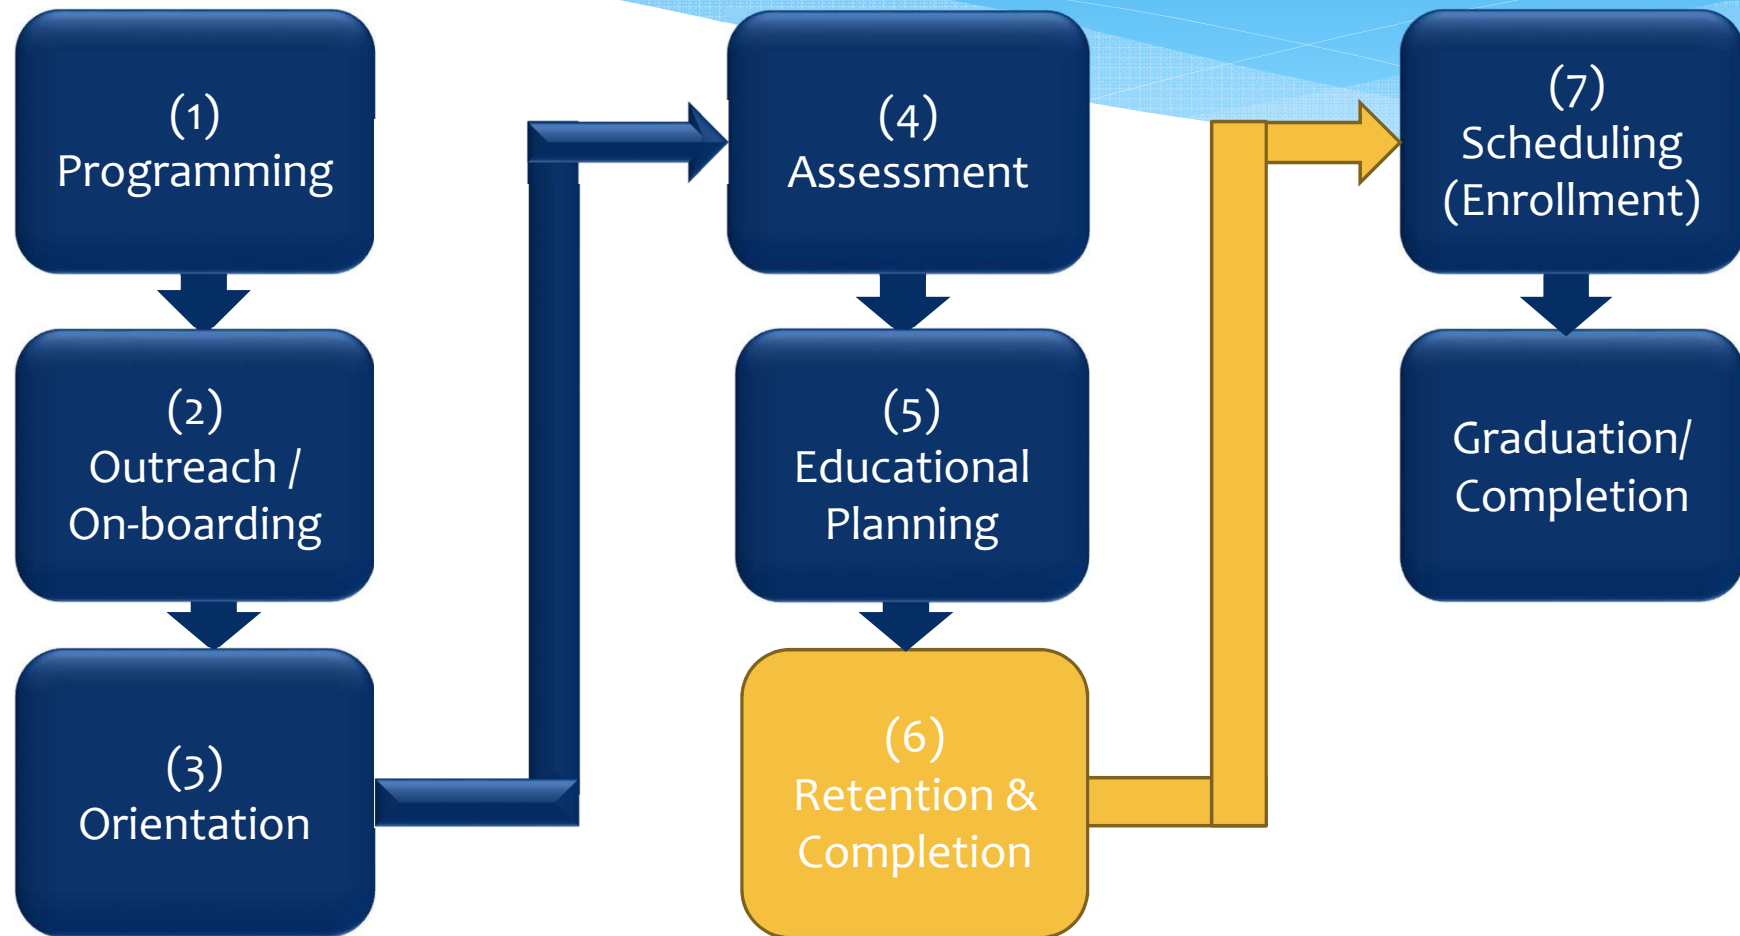 (1)
Programming
(2)
Outreach /
On-boarding
(3)
Orientation
(4)
Assessment
(5)
Educational
Planning
(6)
Retention &
Completion
(7)
Scheduling
(Enrollment)
Graduation/
Completion